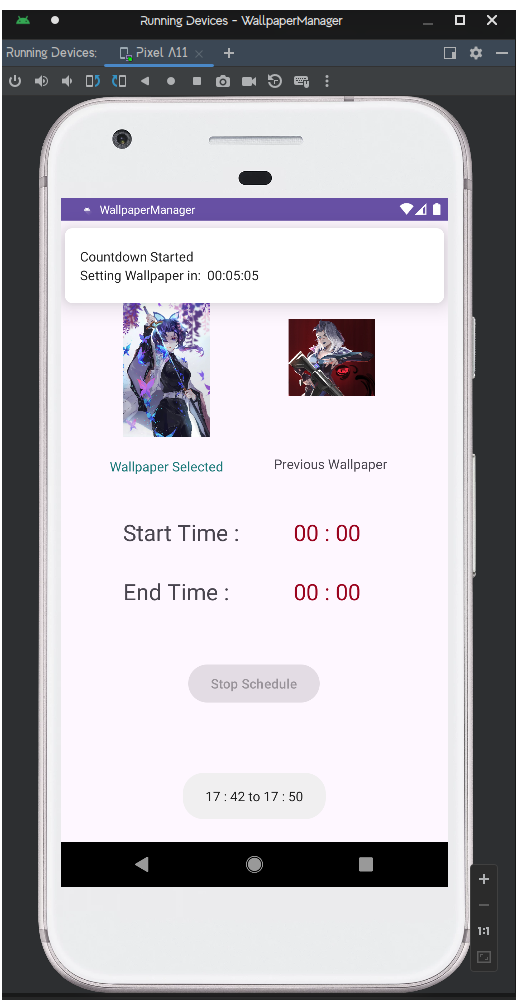 Running Devices - WallpaperManager
Running Devices:
Pixel A11
WallpaperManager
Countdown Started
Setting Wallpaper in: 00:05:05
Wallpaper Selected
Previous Wallpaper
Start Time : 00 : 00
End Time : 00 : 00
Stop Schedule
17 : 42 to 17 : 50
1:1